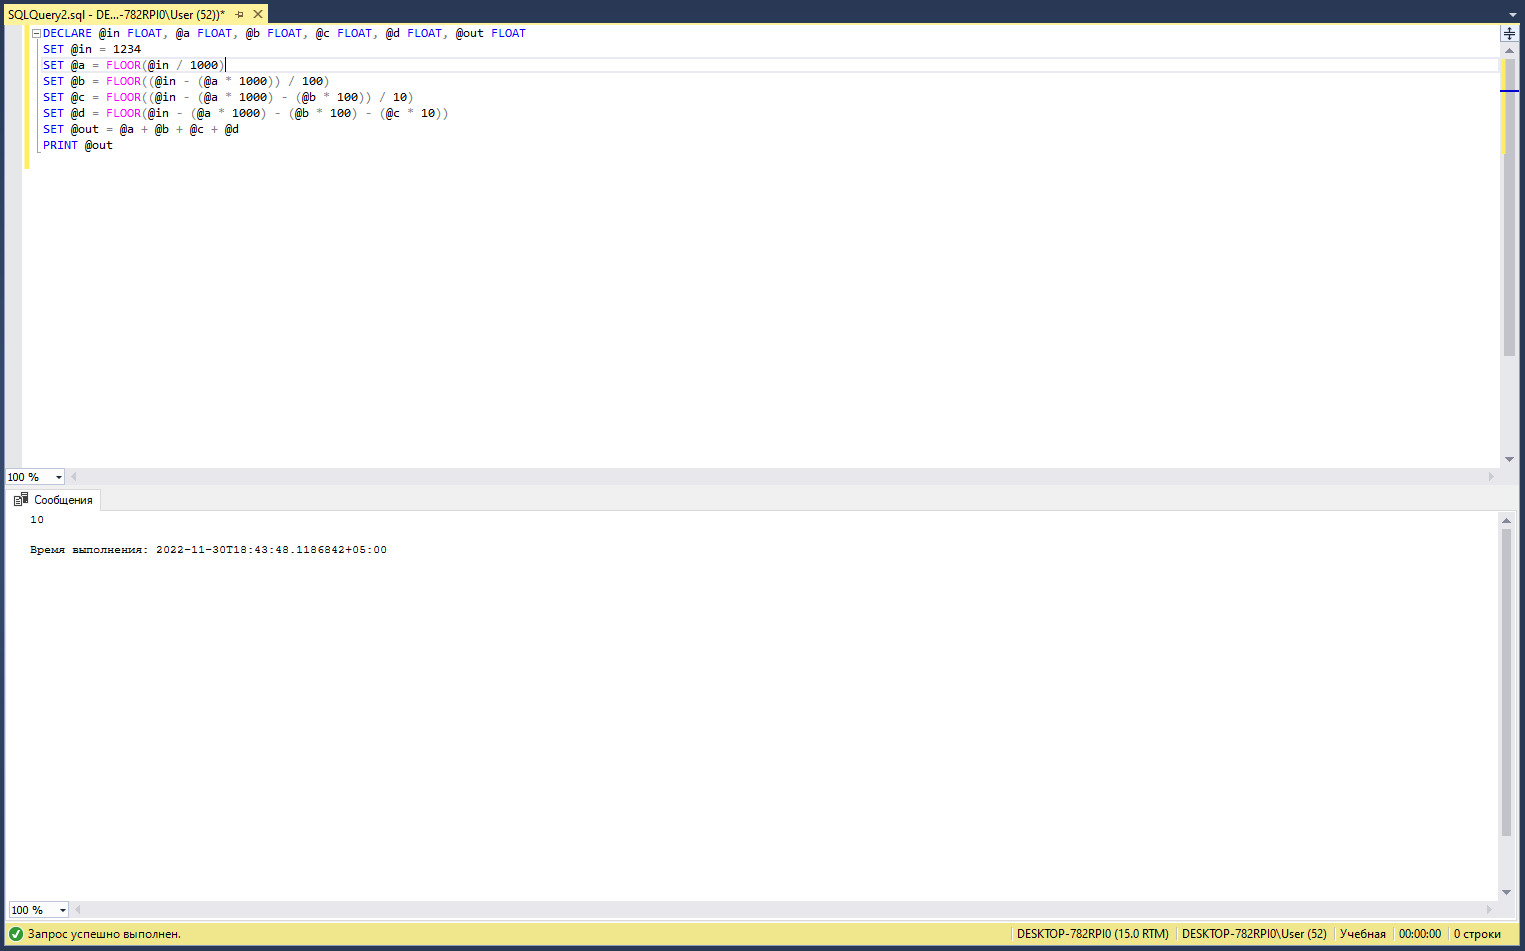 SQLQuery2.sql - DE...-782RPI0\User (52))*
DECLARE @in FLOAT, @a FLOAT, @b FLOAT, @c FLOAT, @d FLOAT, @out FLOAT
SET @in = 1234
SET @a = FLOOR(@in / 1000)
SET @b = FLOOR((@in - (@a * 1000)) / 100)
SET @c = FLOOR((@in - (@a * 1000) - (@b * 100)) / 10)
SET @d = FLOOR(@in - (@a * 1000) - (@b * 100) - (@c * 10))
SET @out = @a + @b + @c + @d
PRINT @out
100 %
Сообщения
10
Время выполнения: 2022-11-30T18:43:48.1186842+05:00
100 %
Запрос успешно выполнен. DESKTOP-782RPI0 (15.0 RTM) DESKTOP-782RPI0\User (52) Учебная 00:00:00 0 строки